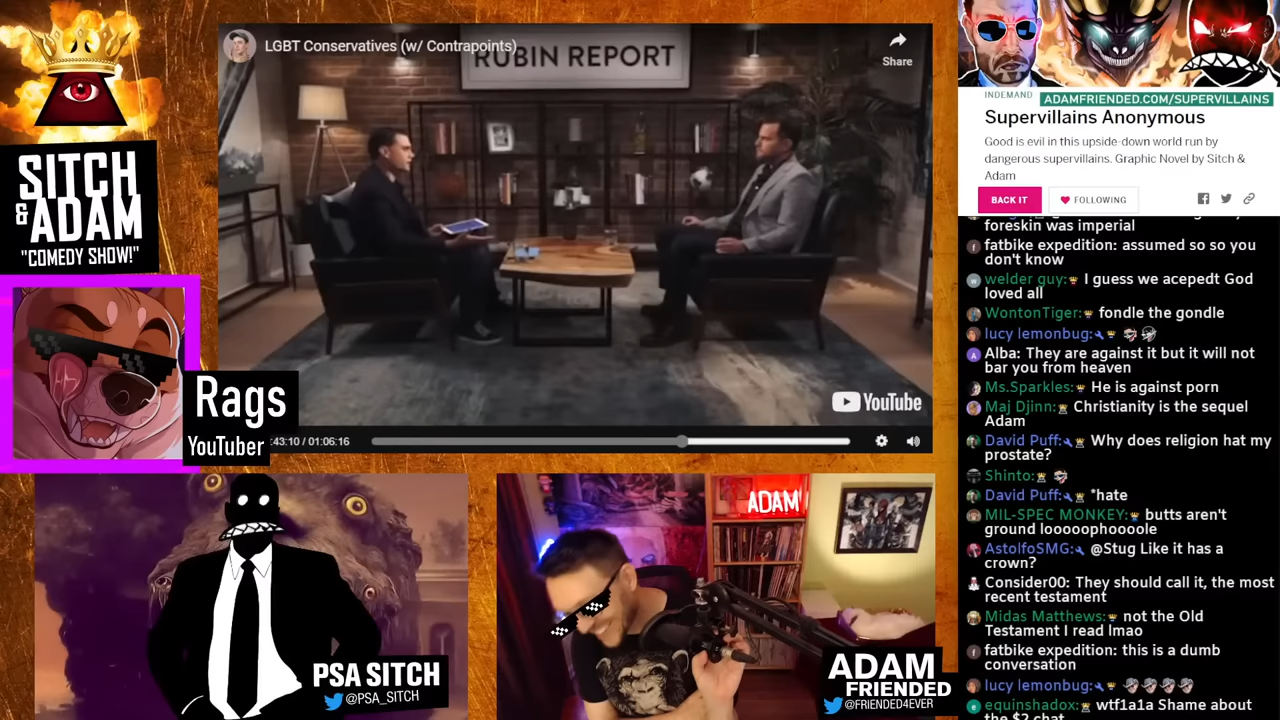 LGBT Conservatives (w/ Contrapoints)
RUBIN REPORT
Share
YouTube
:43:10 / 01:06:16
SITCH
& ADAM
"COMEDY SHOW!"
Rags
YouTuber
PSA SITCH
@PSA_SITCH
ADAM
ADAM
FRIENDED
@FRIENDED4EVER
INDEMAND
ADAMFRIENDED.COM/SUPERVILLAINS
Supervillains Anonymous
Good is evil in this upside-down world run by
dangerous supervillains. Graphic Novel by Sitch &
Adam
BACK IT
FOLLOWING
foreskin was imperial
fatbike expedition: assumed so so you
don't know
welder guy: I guess we acepedt God
loved all
WontonTiger: fondle the gondle
lucy lemonbug:
Alba: They are against it but it will not
bar you from heaven
Ms.Sparkles: He is against porn
Maj Djinn: Christianity is the sequel
Adam
David Puff: Why does religion hat my
prostate?
Shinto:
David Puff: *hate
MIL-SPEC MONKEY: butts aren't
ground looooophoooole
AstolfoSMG: @Stug Like it has a
crown?
Consider00: They should call it, the most
recent testament
Midas Matthews: not the Old
Testament I read lmao
fatbike expedition: this is a dumb
conversation
lucy lemonbug:
equinshadox: wtf1a1a Shame about
the $2 chat